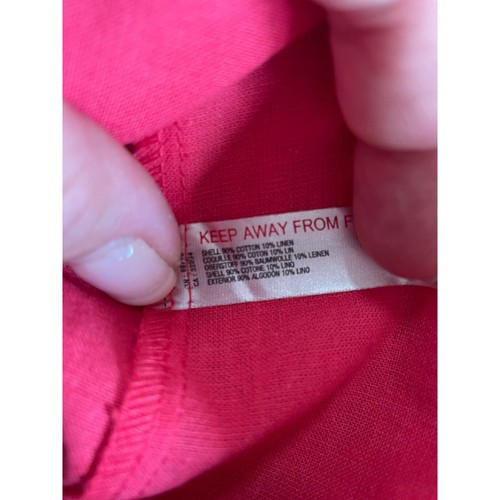 KEEP AWAY FROM F
SHELL 90% COTTON 10% LINEN
COQUILLE 90% COTON 10% LIN
OBERSTOFF 90% BAUMWOLLE 10% LEINEN
SHELL 90% COTONE 10% LINO
EXTERIOR 90% ALGODÓN 10% LINO